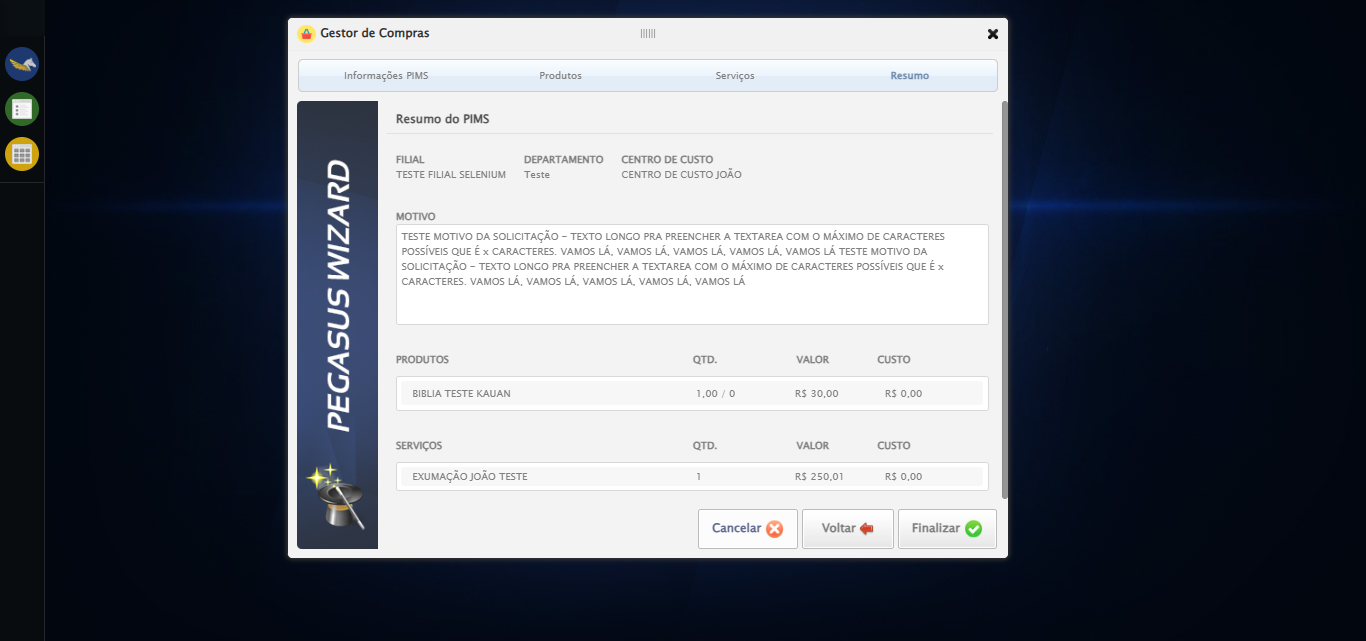 Gestor de Compras
Informações PIMS Produtos Serviços Resumo
PEGASUS WIZARD
Resumo do PIMS
FILIAL DEPARTAMENTO CENTRO DE CUSTO
TESTE FILIAL SELENIUM Teste CENTRO DE CUSTO JOÃO
MOTIVO
TESTE MOTIVO DA SOLICITAÇÃO - TEXTO LONGO PRA PREENCHER A TEXTAREA COM O MÁXIMO DE CARACTERES
POSSÍVEIS QUE É x CARACTERES. VAMOS LÁ, VAMOS LÁ, VAMOS LÁ, VAMOS LÁ, VAMOS LÁ TESTE MOTIVO DA
SOLICITAÇÃO - TEXTO LONGO PRA PREENCHER A TEXTAREA COM O MÁXIMO DE CARACTERES POSSÍVEIS QUE É x
CARACTERES. VAMOS LÁ, VAMOS LÁ, VAMOS LÁ, VAMOS LÁ, VAMOS LÁ
PRODUTOS QTD. VALOR CUSTO
BIBLIA TESTE KAUAN 1,00 / 0 R$ 30,00 R$ 0,00
SERVIÇOS QTD. VALOR CUSTO
EXUMAÇÃO JOÃO TESTE 1 R$ 250,01 R$ 0,00
Cancelar Voltar Finalizar